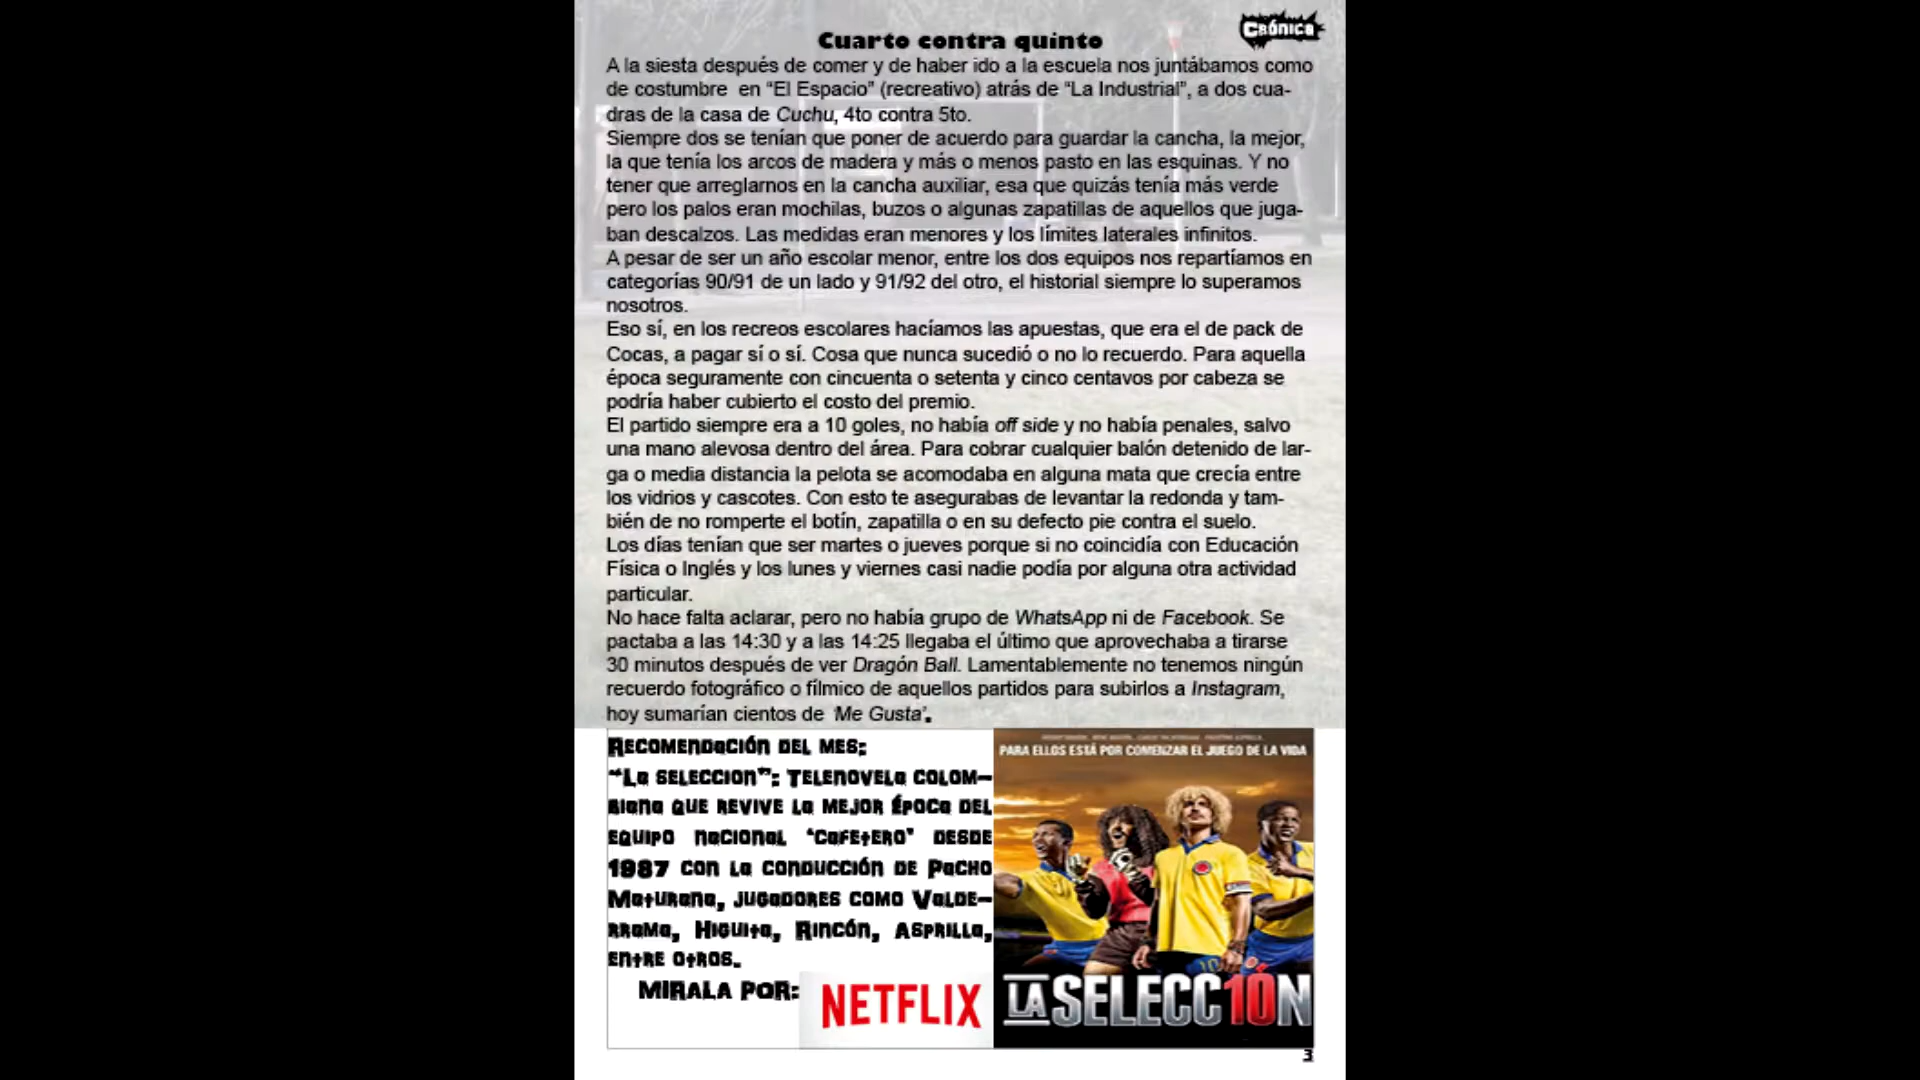 Crónica
Cuarto contra quinto
A la siesta después de comer y de haber ido a la escuela nos juntábamos como
de costumbre en “El Espacio” (recreativo) atrás de “La Industrial”, a dos cua-
dras de la casa de Cuchu, 4to contra 5to.
Siempre dos se tenían que poner de acuerdo para guardar la cancha, la mejor,
la que tenía los arcos de madera y más o menos pasto en las esquinas. Y no
tener que arreglarnos en la cancha auxiliar, esa que quizás tenía más verde
pero los palos eran mochilas, buzos o algunas zapatillas de aquellos que juga-
ban descalzos. Las medidas eran menores y los límites laterales infinitos.
A pesar de ser un año escolar menor, entre los dos equipos nos repartíamos en
categorías 90/91 de un lado y 91/92 del otro, el historial siempre lo superamos
nosotros.
Eso sí, en los recreos escolares hacíamos las apuestas, que era el de pack de
Cocas, a pagar sí o sí. Cosa que nunca sucedió o no lo recuerdo. Para aquella
época seguramente con cincuenta o setenta y cinco centavos por cabeza se
podría haber cubierto el costo del premio.
El partido siempre era a 10 goles, no había off side y no había penales, salvo
una mano alevosa dentro del área. Para cobrar cualquier balón detenido de lar-
ga o media distancia la pelota se acomodaba en alguna mata que crecía entre
los vidrios y cascotes. Con esto te asegurabas de levantar la redonda y tam-
bién de no romperte el botín, zapatilla o en su defecto pie contra el suelo.
Los días tenían que ser martes o jueves porque si no coincidía con Educación
Física o Inglés y los lunes y viernes casi nadie podía por alguna otra actividad
particular.
No hace falta aclarar, pero no había grupo de WhatsApp ni de Facebook. Se
pactaba a las 14:30 y a las 14:25 llegaba el último que aprovechaba a tirarse
30 minutos después de ver Dragón Ball. Lamentablemente no tenemos ningún
recuerdo fotográfico o fílmico de aquellos partidos para subirlos a Instagram,
hoy sumarían cientos de ‘Me Gusta’.
Recomendación del mes:
“La seleccion”: Telenovela colom-
biana que revive la mejor época del
equipo nacional ‘cafetero’ desde
1987 con la conducción de Pacho
Maturana, jugadores como Valde-
rrama, Higuita, Rincón, Asprilla,
entre otros.
MIRALA POR:
NETFLIX
PARA ELLOS ESTÁ POR COMENZAR EL JUEGO DE LA VIDA
10
LA SELECC1ÓN
3